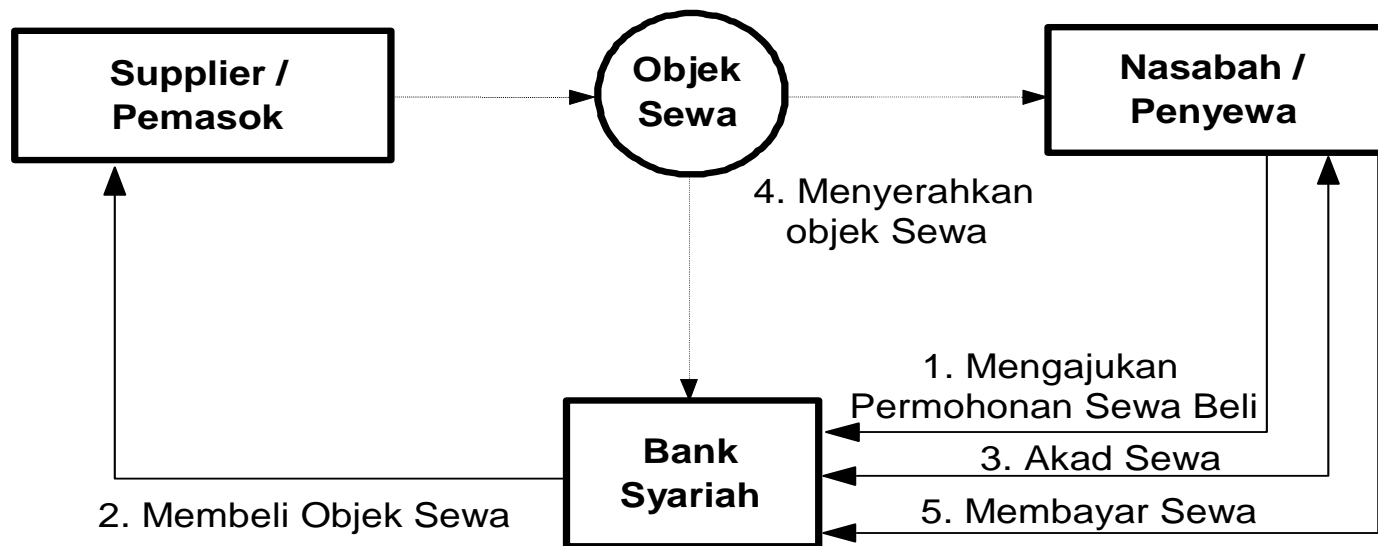 Supplier /
Pemasok
Objek
Sewa
Nasabah /
Penyewa
4. Menyerahkan
objek Sewa
1. Mengajukan
Permohonan Sewa Beli
Bank
Syariah
3. Akad Sewa
2. Membeli Objek Sewa
5. Membayar Sewa